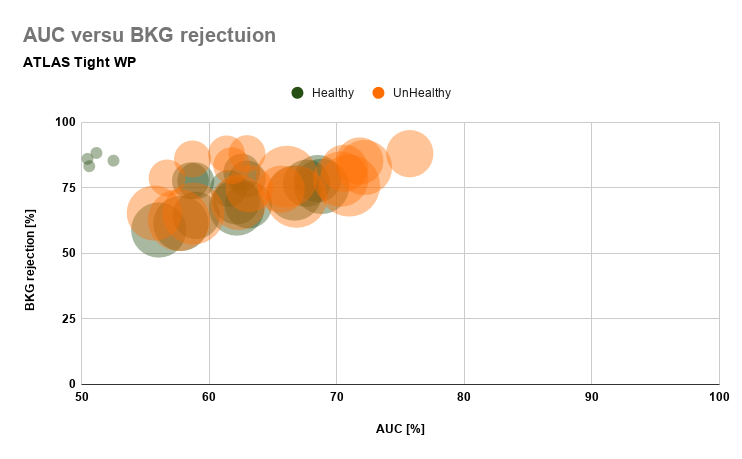 AUC versus BKG rejectuion
ATLAS Tight WP
Healthy
UnHealthy
100
75
50
25
0
BKG rejection [%]
50
60
70
80
90
100
AUC [%]